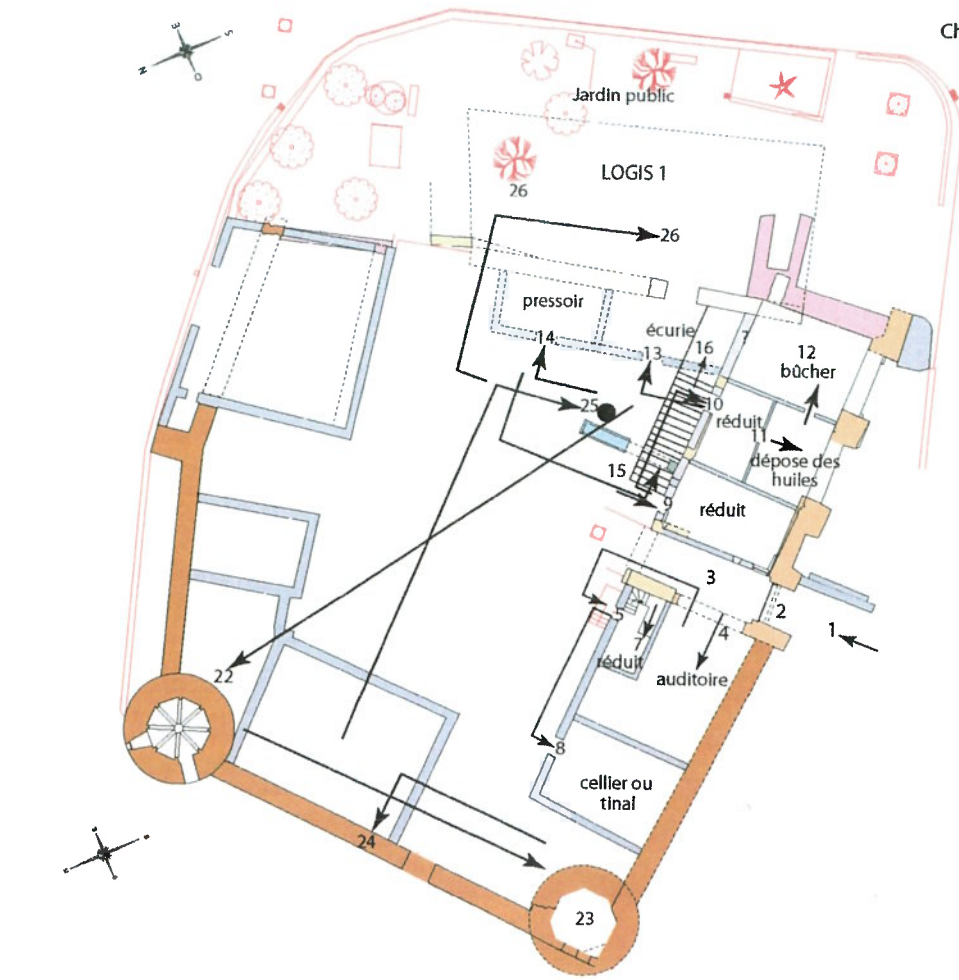 Ch
E
S
N
O
Jardin public
LOGIS 1
26
26
pressoir
écurie
14
13
16
7
12
bûcher
25
10
réduit
11
dépose des
huiles
15
9
réduit
3
2
1
4
réduit
auditoire
22
8
cellier ou
tinal
24
23